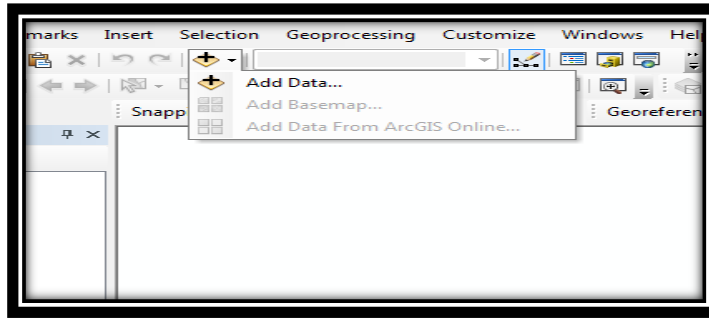 marks Insert Selection Geoprocessing Customize Windows Hel
Add Data...
Add Basemap...
Add Data From ArcGIS Online...
Snapp Georeferen